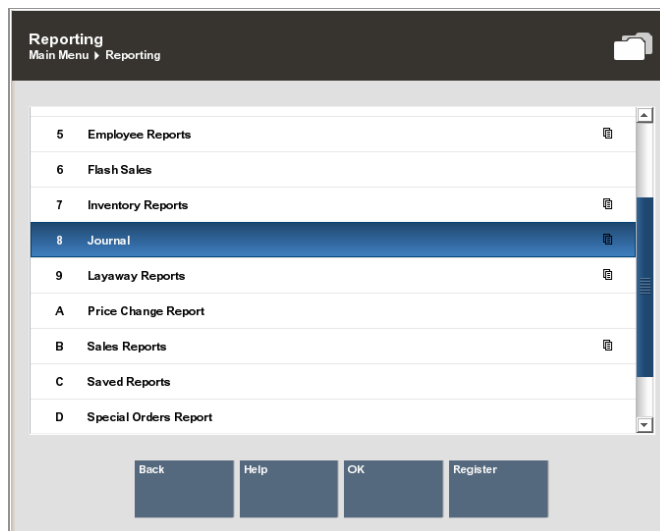 Reporting
Main Menu ▸ Reporting
5 Employee Reports
6 Flash Sales
7 Inventory Reports
8 Journal
9 Layaway Reports
A Price Change Report
B Sales Reports
C Saved Reports
D Special Orders Report
Back Help OK Register